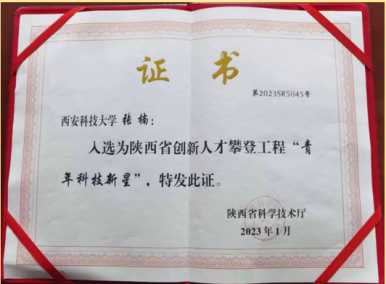 证 书
第2023SR5045号
西安科技大学 张楠:
入选为陕西省创新人才攀登工程“青
年科技新星”,特发此证。
陕西省科学技术厅
2023年1月